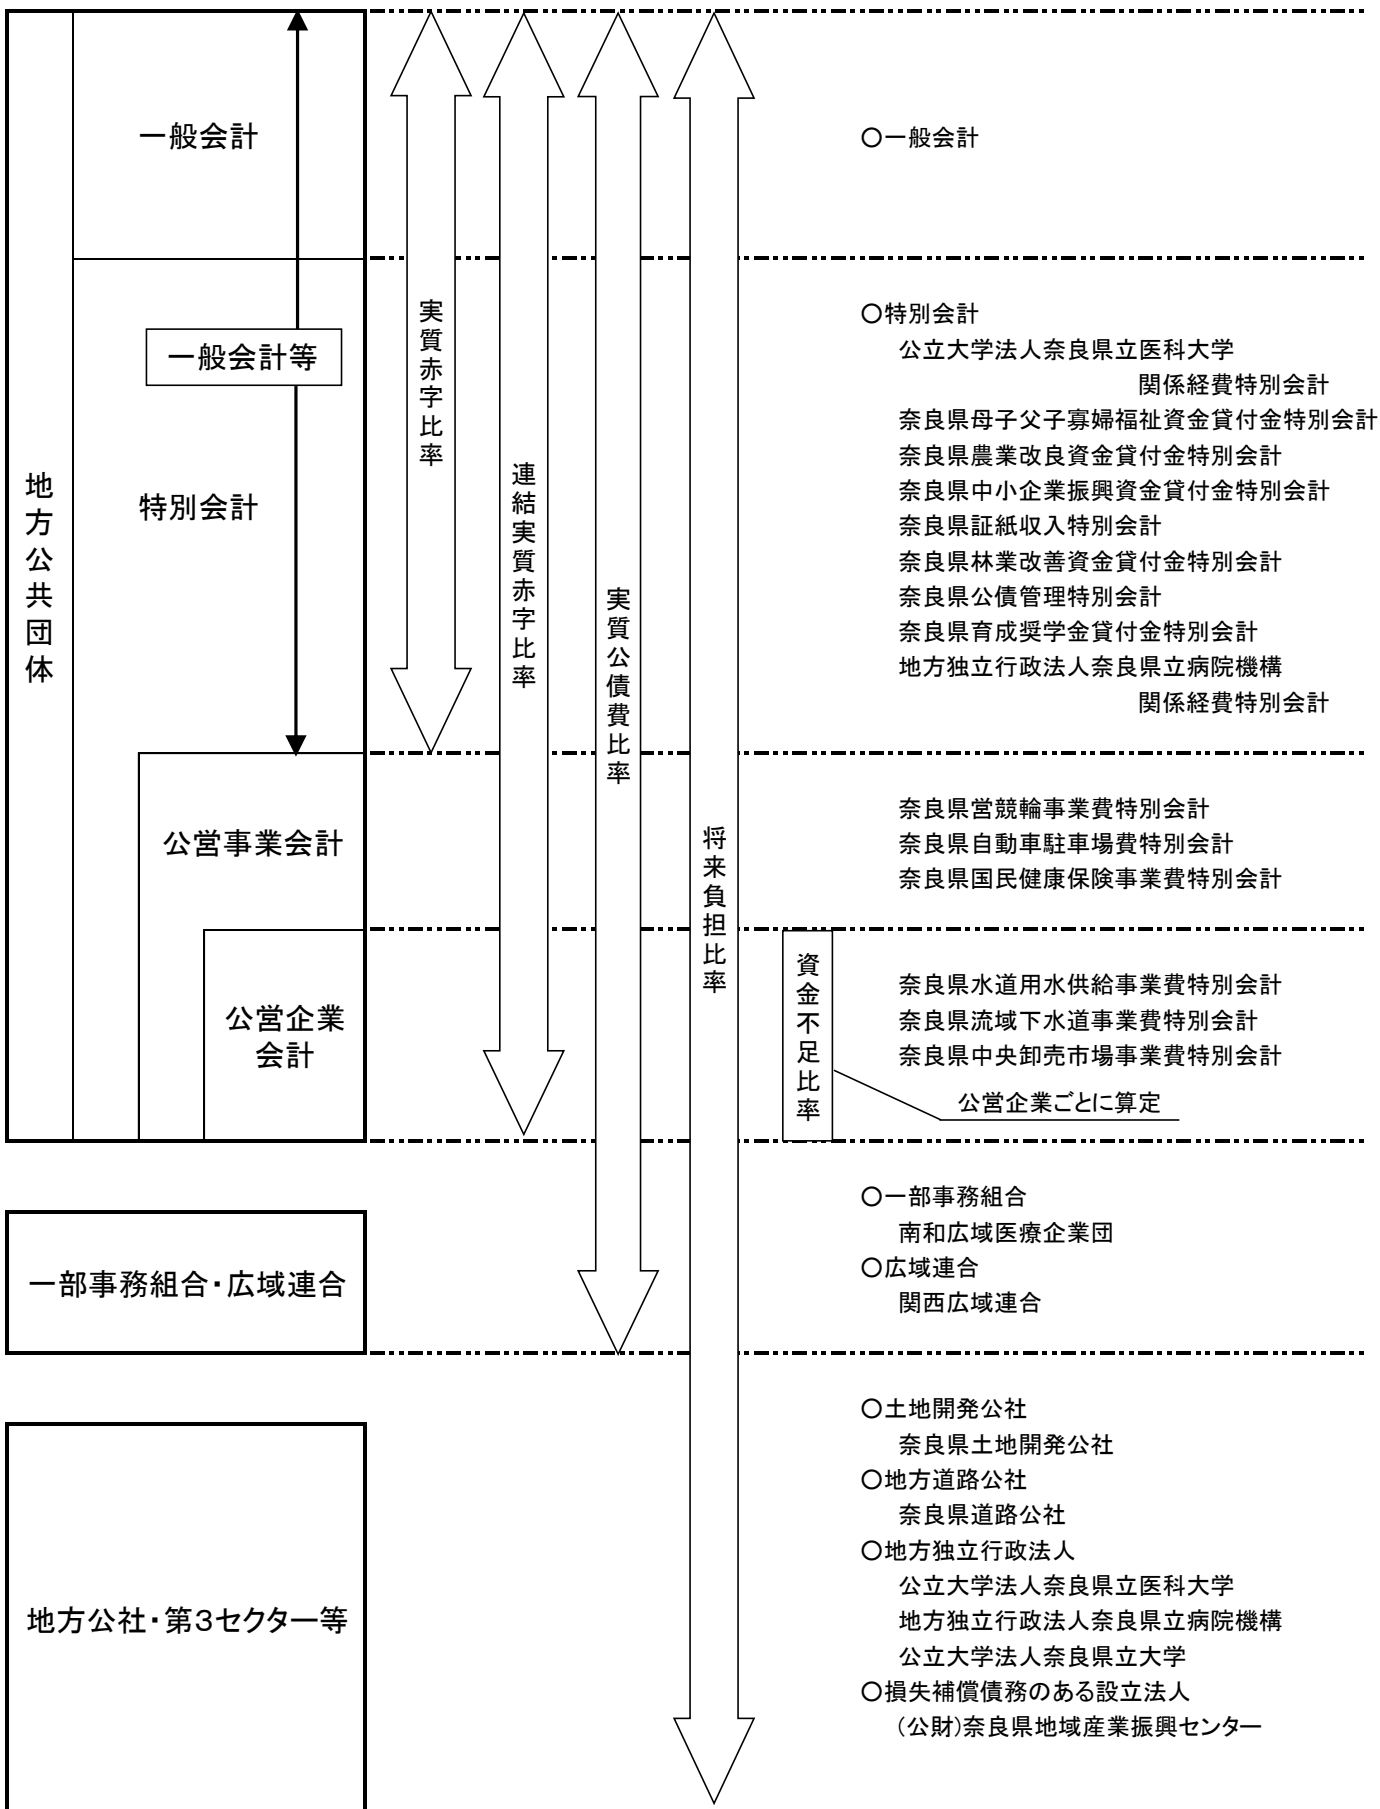 地方公共団体
一般会計
一般会計等
特別会計
公営事業会計
公営企業
会計
一部事務組合・広域連合
地方公社・第3セクター等
実質赤字比率
連結実質赤字比率
実質公債費比率
将来負担比率
資金不足比率
○一般会計
○特別会計
公立大学法人奈良県立医科大学
関係経費特別会計
奈良県母子父子寡婦福祉資金貸付金特別会計
奈良県農業改良資金貸付金特別会計
奈良県中小企業振興資金貸付金特別会計
奈良県証紙収入特別会計
奈良県林業改善資金貸付金特別会計
奈良県公債管理特別会計
奈良県育成奨学金貸付金特別会計
地方独立行政法人奈良県立病院機構
関係経費特別会計
奈良県営競輪事業費特別会計
奈良県自動車駐車場費特別会計
奈良県国民健康保険事業費特別会計
奈良県水道用水供給事業費特別会計
奈良県流域下水道事業費特別会計
奈良県中央卸売市場事業費特別会計
公営企業ごとに算定
○一部事務組合
南和広域医療企業団
○広域連合
関西広域連合
○土地開発公社
奈良県土地開発公社
○地方道路公社
奈良県道路公社
○地方独立行政法人
公立大学法人奈良県立医科大学
地方独立行政法人奈良県立病院機構
公立大学法人奈良県立大学
○損失補償債務のある設立法人
(公財)奈良県地域産業振興センター